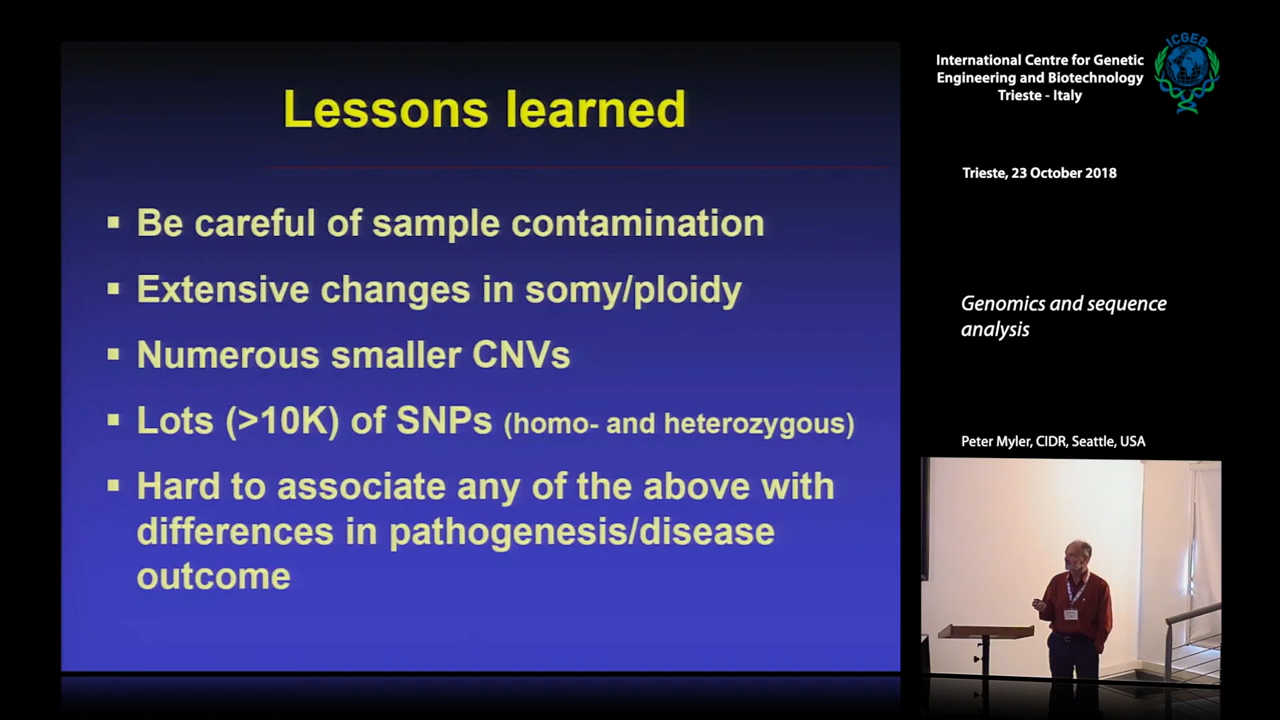 Lessons learned
▪ Be careful of sample contamination
▪ Extensive changes in somy/ploidy
▪ Numerous smaller CNVs
▪ Lots (>10K) of SNPs (homo- and heterozygous)
▪ Hard to associate any of the above with
differences in pathogenesis/disease
outcome
International Centre for Genetic
Engineering and Biotechnology
Trieste - Italy
ICGEB
Trieste, 23 October 2018
Genomics and sequence
analysis
Peter Myler, CIDR, Seattle, USA